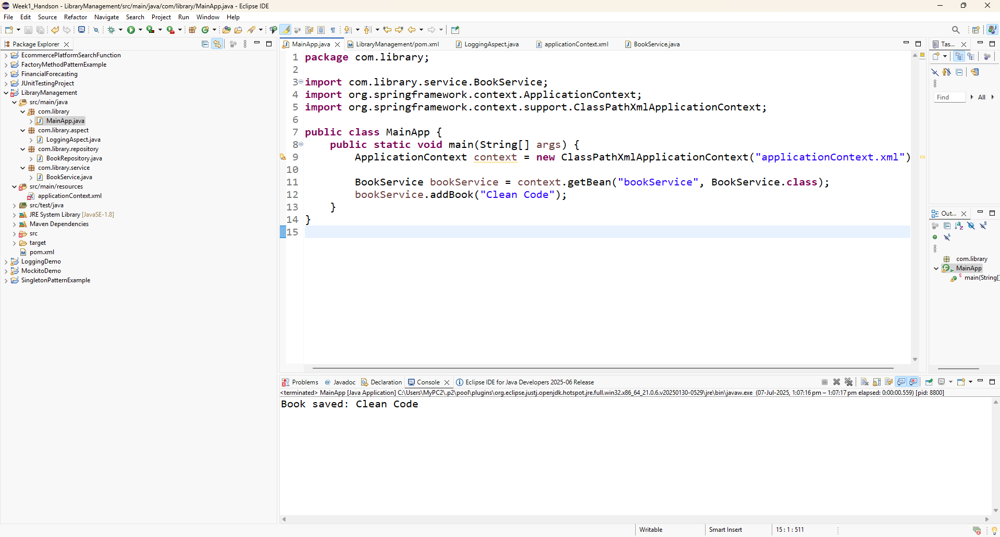 Week1_Handson - LibraryManagement/src/main/java/com/library/MainApp.java - Eclipse IDE
File Edit Source Refactor Navigate Search Project Run Window Help
Package Explorer
EcommercePlatformSearchFunction
FactoryMethodPatternExample
FinancialForecasting
JUnitTestingProject
LibraryManagement
src/main/java
com.library
MainApp.java
com.library.aspect
LoggingAspect.java
com.library.repository
BookRepository.java
com.library.service
BookService.java
src/main/resources
applicationContext.xml
src/test/java
JRE System Library [JavaSE-1.8]
Maven Dependencies
src
target
pom.xml
LoggingDemo
MockitoDemo
SingletonPatternExample
MainApp.java LibraryManagement/pom.xml LoggingAspect.java applicationContext.xml BookService.java
1 package com.library;
2
3 import com.library.service.BookService;
4 import org.springframework.context.ApplicationContext;
5 import org.springframework.context.support.ClassPathXmlApplicationContext;
6
7 public class MainApp {
8     public static void main(String[] args) {
9         ApplicationContext context = new ClassPathXmlApplicationContext("applicationContext.xml")
10
11         BookService bookService = context.getBean("bookService", BookService.class);
12         bookService.addBook("Clean Code");
13     }
14 }
15
Tas...
Find All
Out...
com.library
MainApp
main(String[]
Problems @ Javadoc Declaration Console Eclipse IDE for Java Developers 2025-06 Release
<terminated> MainApp [Java Application] C:\Users\MyPC2\.p2\pool\plugins\org.eclipse.justj.openjdk.hotspot.jre.full.win32.x86_64_21.0.6.v20250130-0529\jre\bin\javaw.exe (07-Jul-2025, 1:07:16 pm – 1:07:17 pm elapsed: 0:00:00.559) [pid: 8800]
Book saved: Clean Code
Writable Smart Insert 15 : 1 : 511